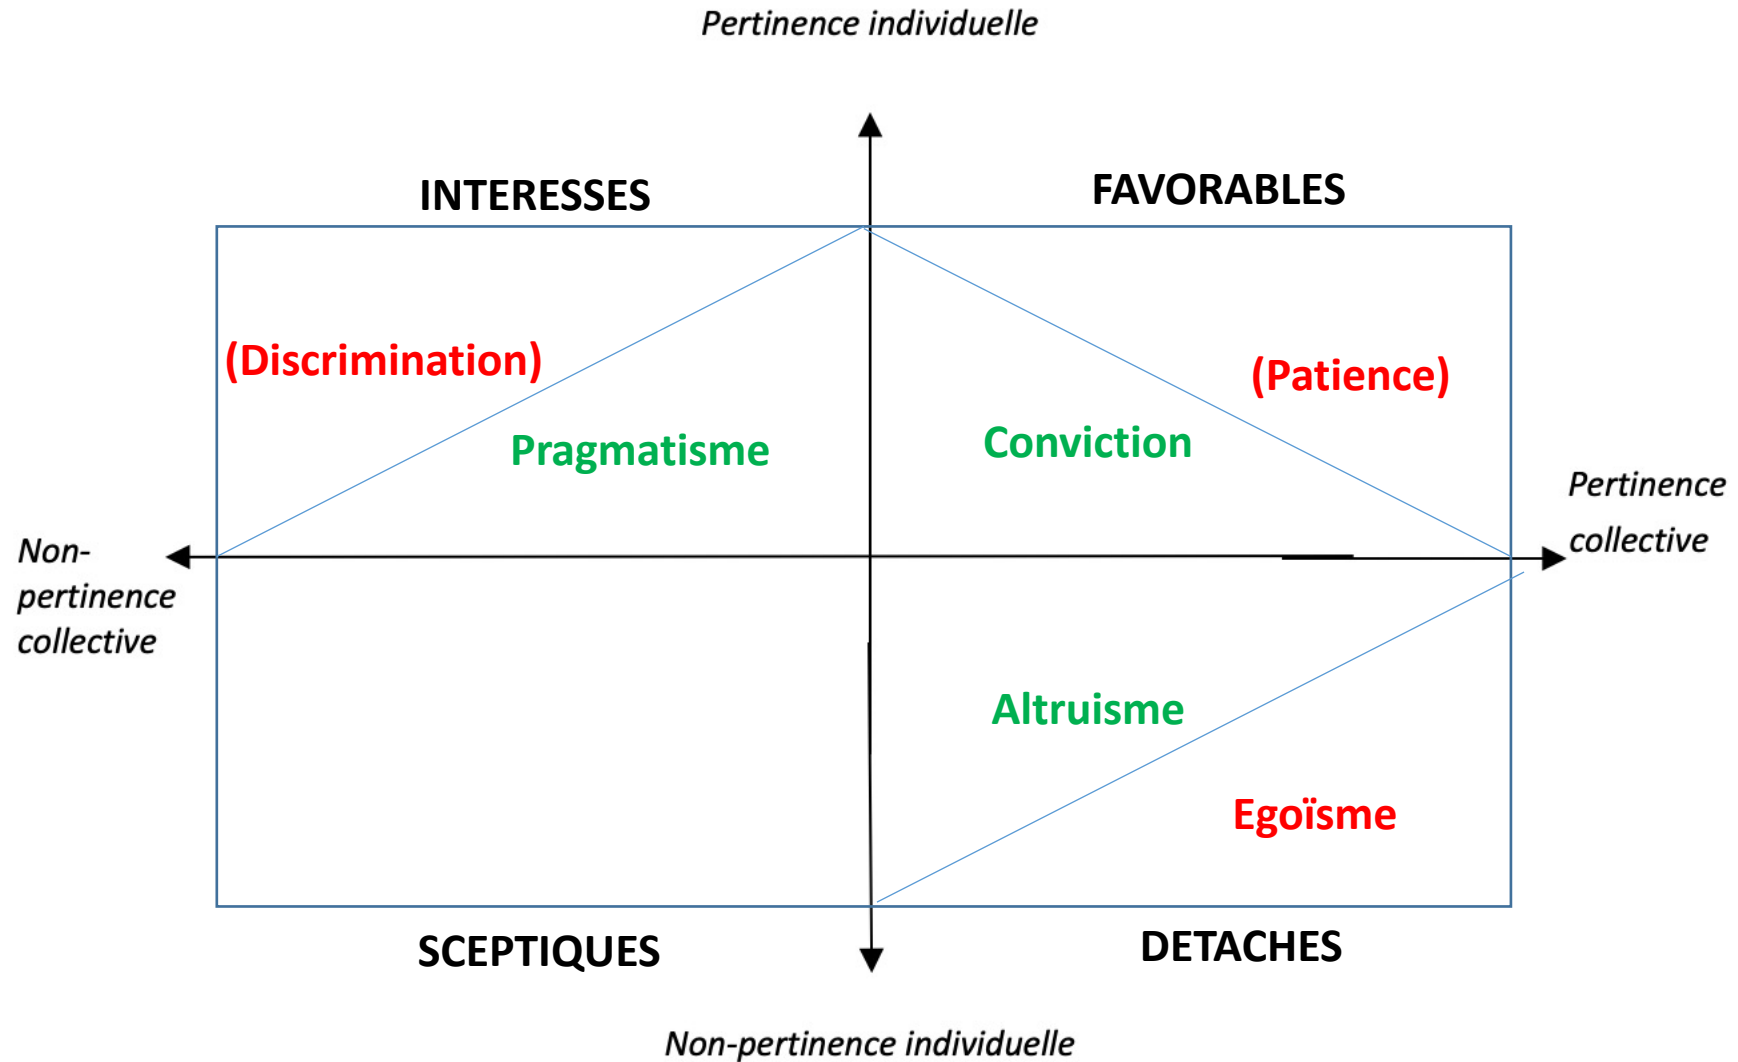 Pertinence individuelle
INTERESSES
FAVORABLES
(Discrimination)
(Patience)
Pragmatisme
Conviction
Pertinence
collective
Non-
pertinence
collective
Altruisme
Egoïsme
SCEPTIQUES
DETACHES
Non-pertinence individuelle